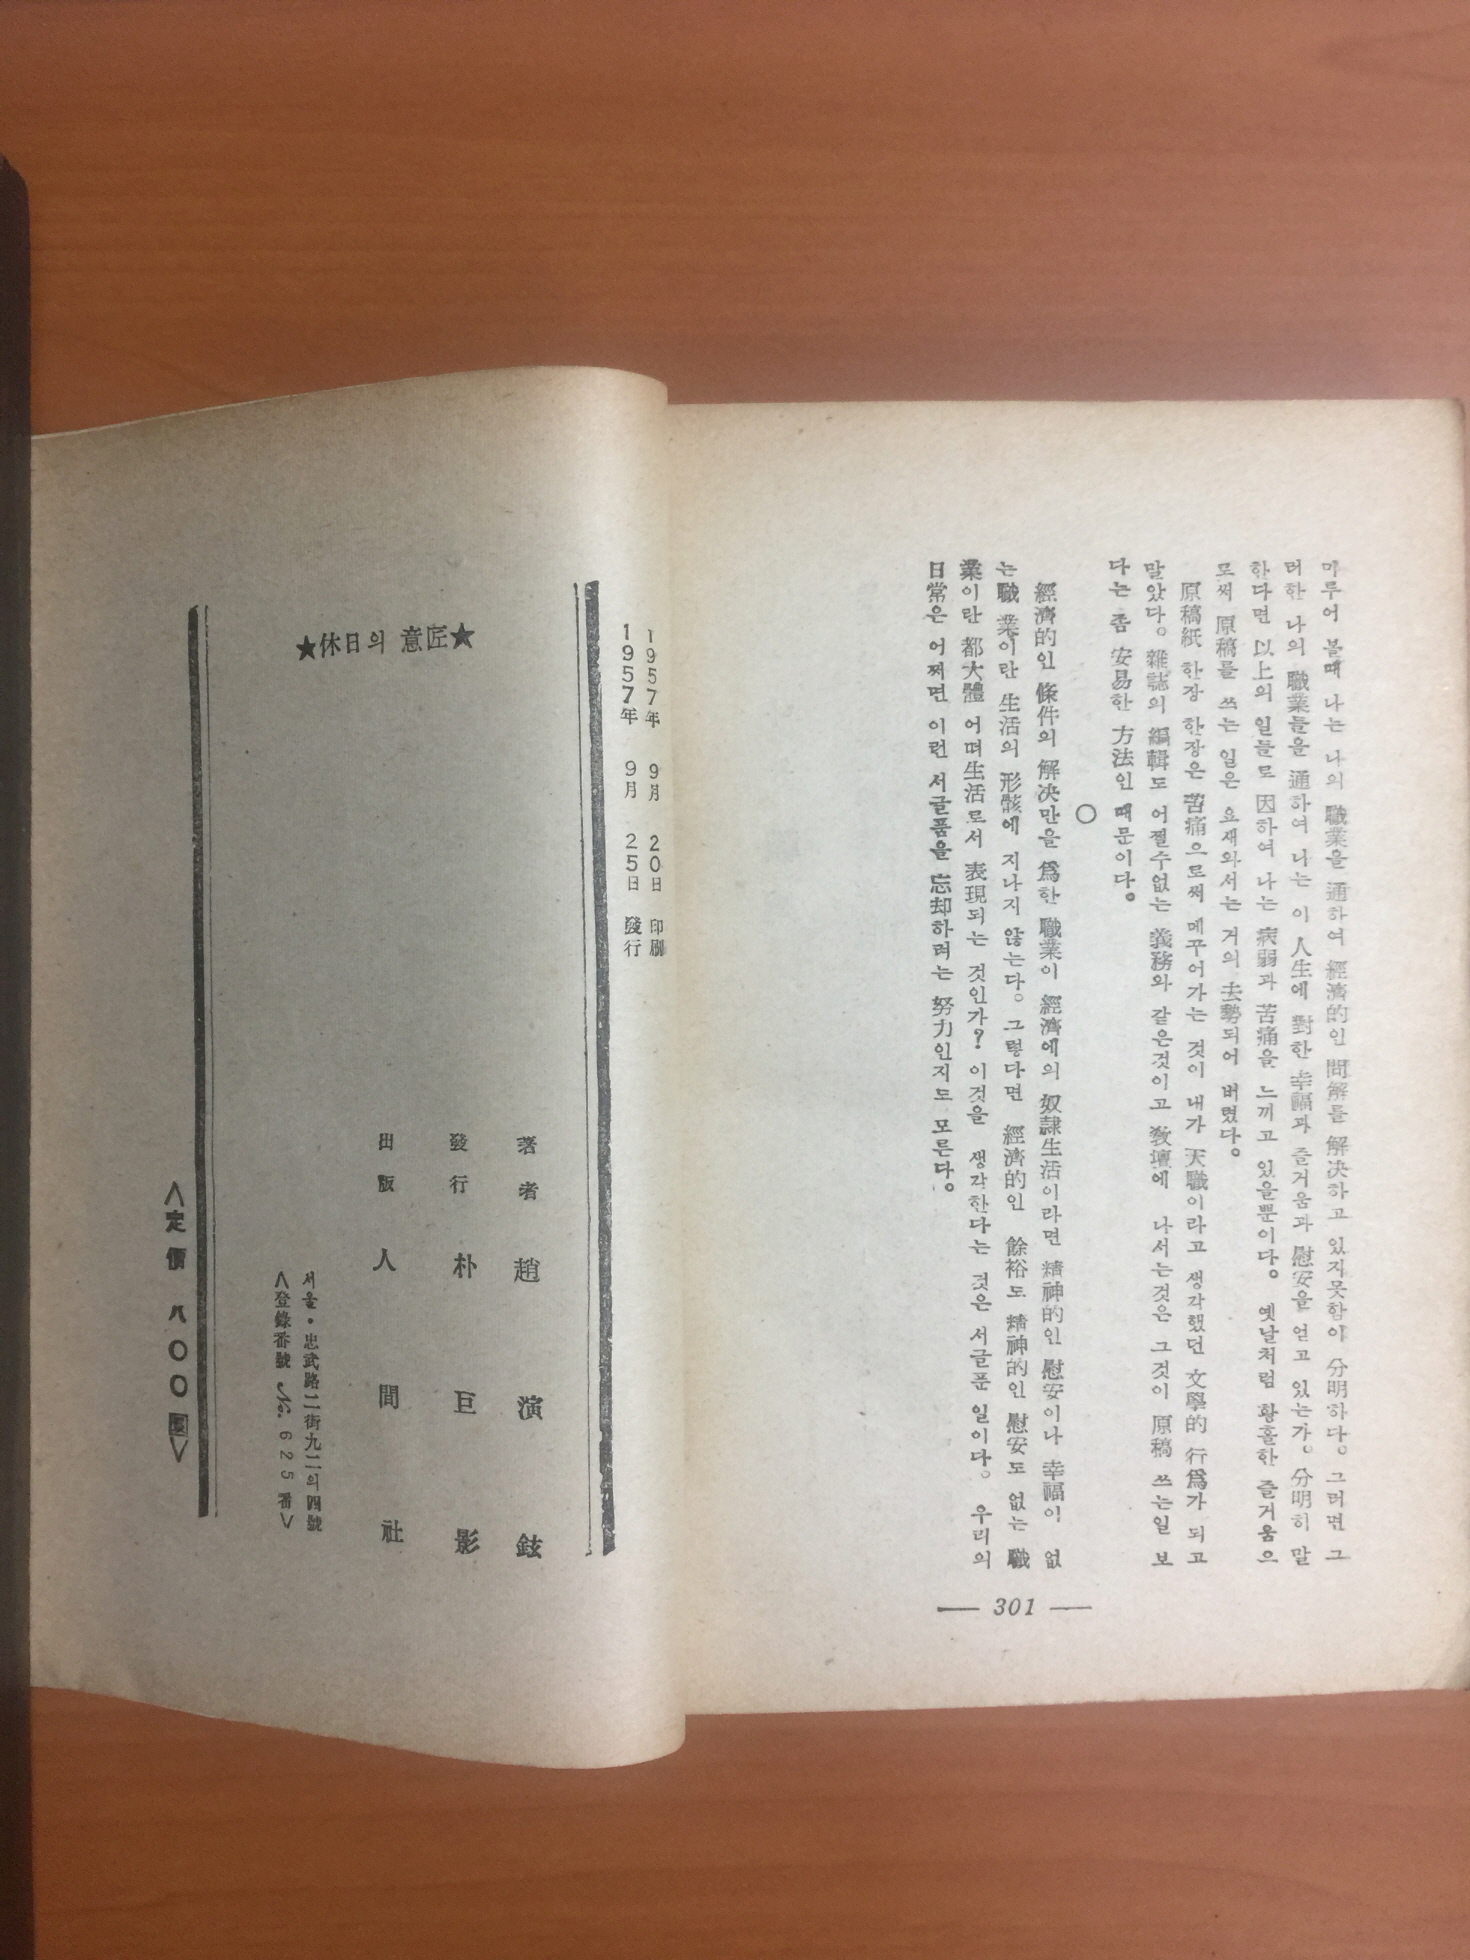 미루어 볼때 나는 나의 職業을 通하여 經濟的인 問解를 解決하고 있지못함이 分明하다。 그러면 그
러한 나의 職業들을 通하여 나는 이 人生에 對한 幸福과 즐거움과 慰安을 얻고 있는가。 分明히 말
한다면 以上의 일들로 因하여 나는 病弱과 苦痛을 느끼고 있을뿐이다。 옛날처럼 황홀한 즐거움으
로써 原稿를 쓰는 일은 요새와서는 거의 去勢되어 버렸다。
原稿紙 한장 한장은 苦痛으로써 메꾸어가는 것이 내가 天職이라고 생각했던 文學的 行爲가 되고
말았다。 雜誌의 編輯도 어쩔수없는 義務와 같은것이고 敎壇에 나서는것은 그것이 原稿 쓰는일 보
다는 좀 安易한 方法인 때문이다。
○
經濟的인 條件의 解決만을 爲한 職業이 經濟에의 奴隷生活이라면 精神的인 慰安이나 幸福이 없
는 職業이란 生活의 形骸에 지나지 않는다。 그렇다면 經濟的인 餘裕도 精神的인 慰安도 없는 職
業이란 都大體 어떠生活로서 表現되는 것인가? 이것을 생각한다는 것은 서글푼 일이다。 우리의
日常은 어쩌면 이런 서글품을 忘却하려는 努力인지도 모른다。
— 301 —
1957年 9月 20日 印刷
1957年 9月 25日 發行
★休日의 意匠★
著者 趙演鉉
發行 朴巨影
出版 人間社
서울・忠武路二街九二의四號
<登錄番號 №. 625番>
<定價 八〇〇圜>